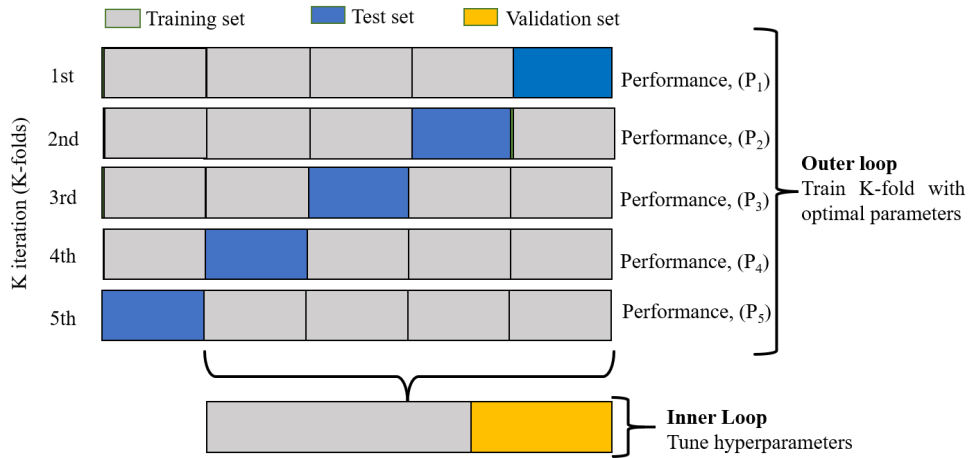 Training set
Test set
Validation set
K iteration (K-folds)
1st
Performance, (P₁)
2nd
Performance, (P₂)
3rd
Performance, (P₃)
4th
Performance, (P₄)
5th
Performance, (P₅)
Outer loop
Train K-fold with
optimal parameters
Inner Loop
Tune hyperparameters